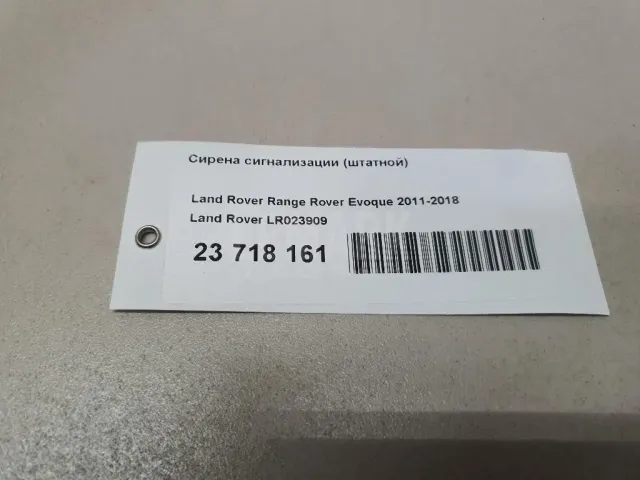 Сирена сигнализации (штатной)
Land Rover Range Rover Evoque 2011-2018
Land Rover LR023909
23 718 161